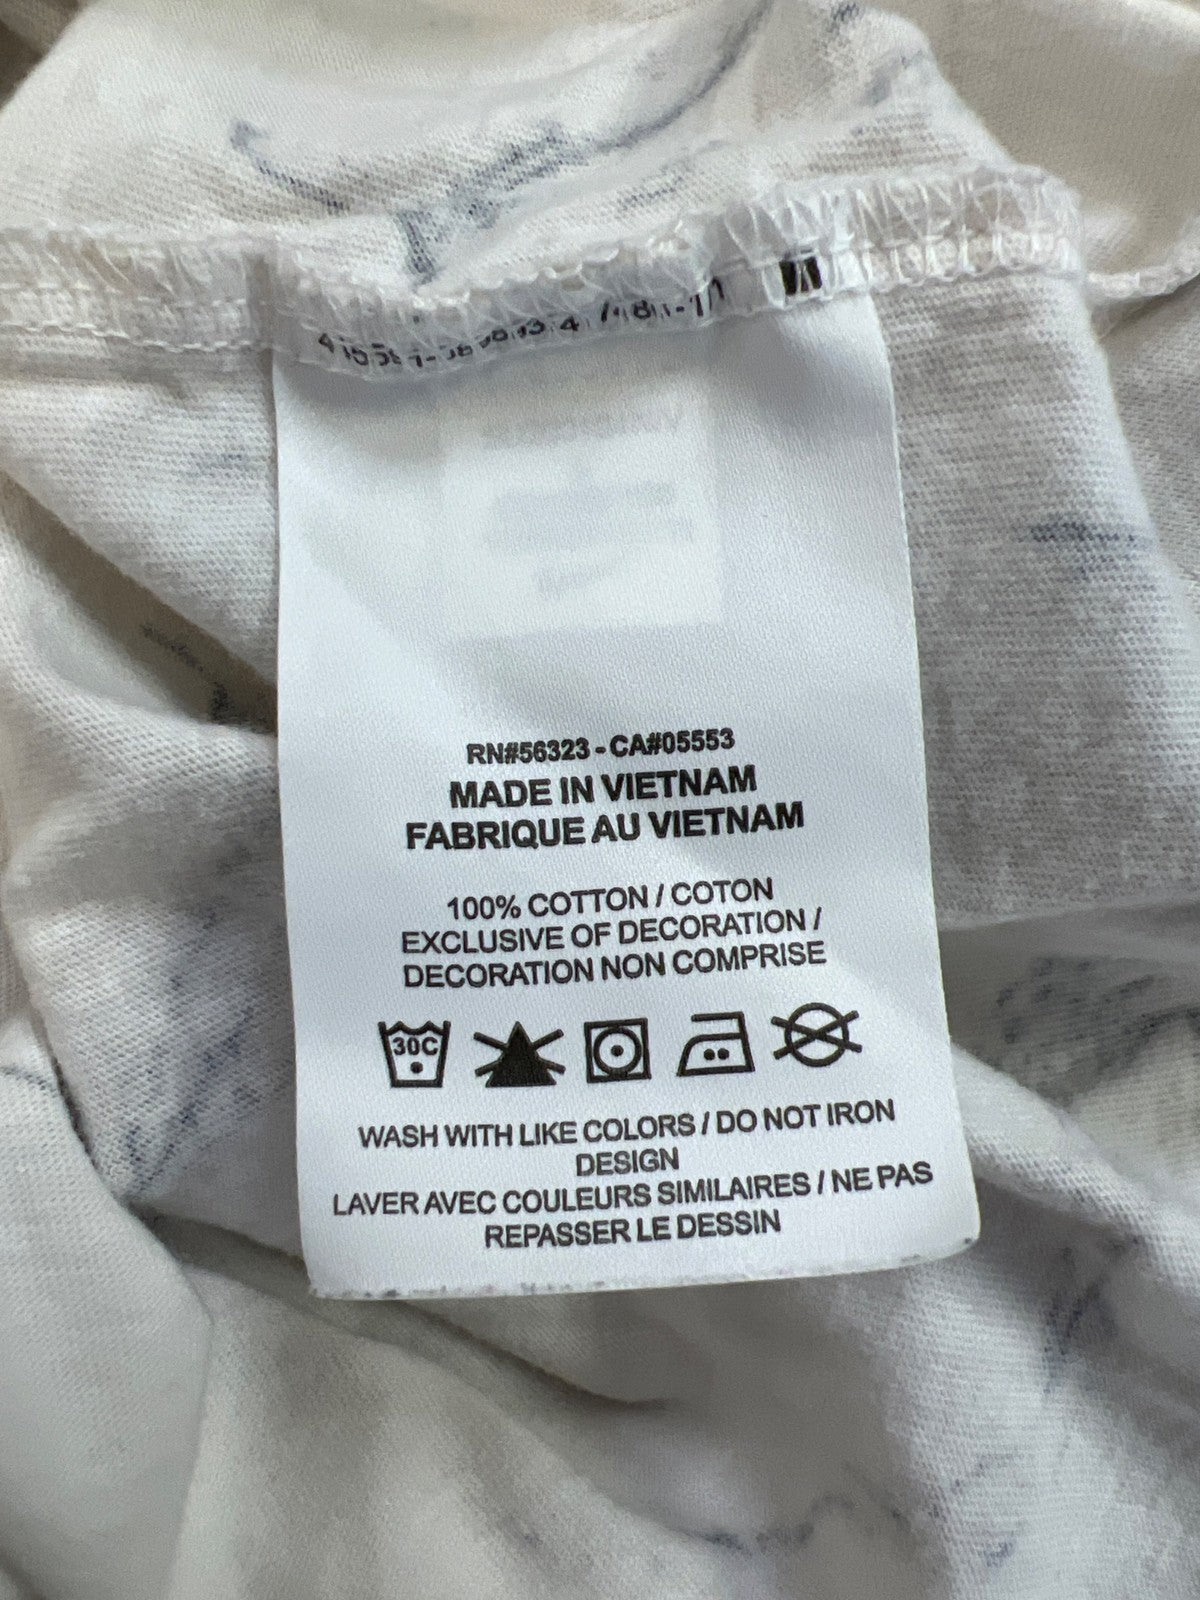 RN#56323 - CA#05553
MADE IN VIETNAM
FABRIQUE AU VIETNAM
100% COTTON / COTON
EXCLUSIVE OF DECORATION /
DECORATION NON COMPRISE
30C
WASH WITH LIKE COLORS / DO NOT IRON
DESIGN
LAVER AVEC COULEURS SIMILAIRES / NE PAS
REPASSER LE DESSIN